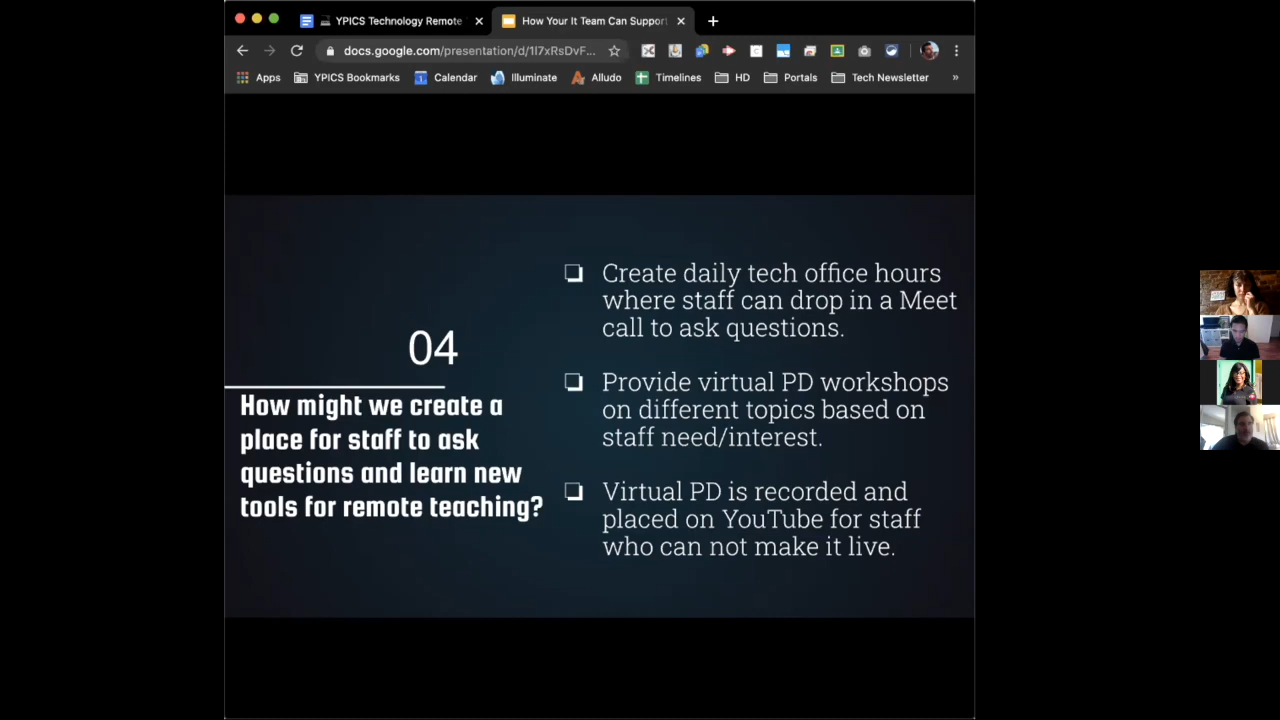 YPICS Technology Remote
How Your It Team Can Support
docs.google.com/presentation/d/1I7xRsDvF...
Apps
YPICS Bookmarks
Calendar
Illuminate
Alludo
Timelines
HD
Portals
Tech Newsletter
»
04
How might we create a
place for staff to ask
questions and learn new
tools for remote teaching?
Create daily tech office hours
where staff can drop in a Meet
call to ask questions.
Provide virtual PD workshops
on different topics based on
staff need/interest.
Virtual PD is recorded and
placed on YouTube for staff
who can not make it live.